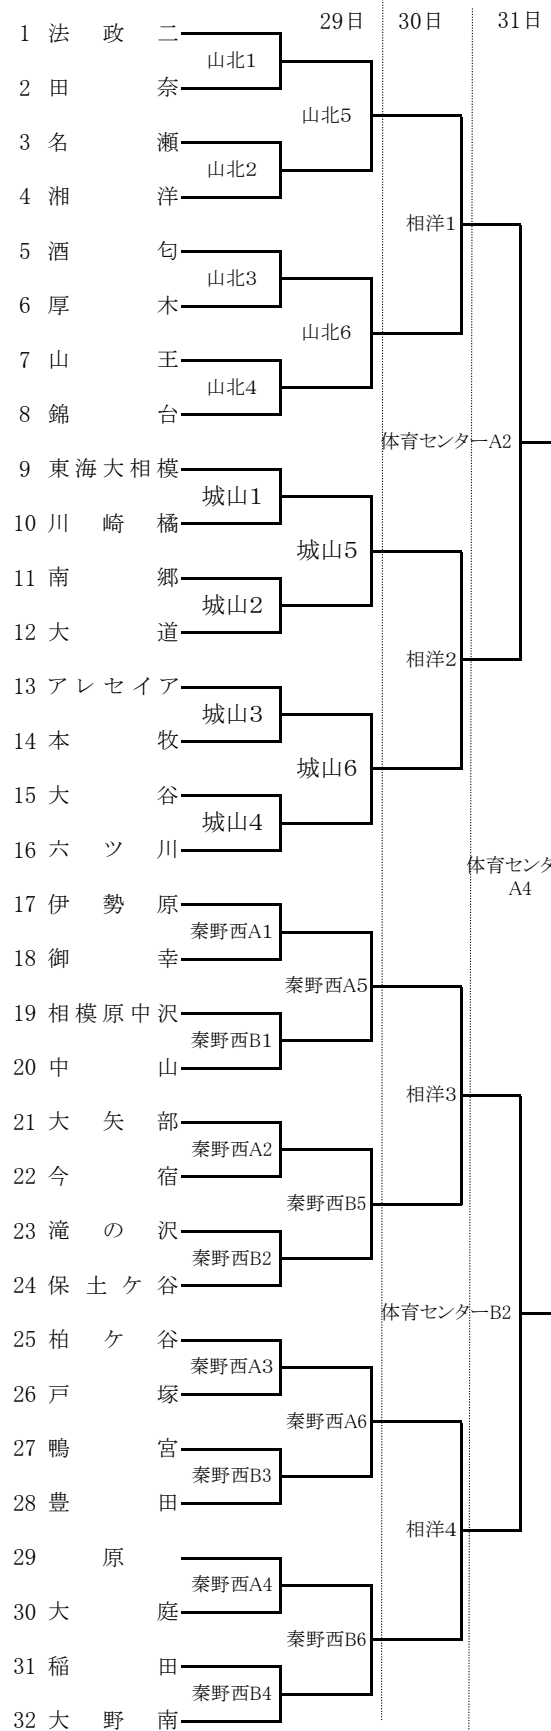 29日 30日 31日
1 法政二
山北1
2 田奈
山北5
3 名瀬
山北2
4 湘洋
相洋1
5 酒匂
山北3
6 厚木
山北6
7 山王
山北4
8 錦台
体育センターA2
9 東海大相模
城山1
10 川崎橘
城山5
11 南郷
城山2
12 大道
相洋2
13 アレセイア
城山3
14 本牧
城山6
15 大谷
城山4
16 六ツ川
体育センタ
A4
17 伊勢原
秦野西A1
18 御幸
秦野西A5
19 相模原中沢
秦野西B1
20 中山
相洋3
21 大矢部
秦野西A2
22 今宿
秦野西B5
23 滝の沢
秦野西B2
24 保土ケ谷
体育センターB2
25 柏ケ谷
秦野西A3
26 戸塚
秦野西A6
27 鴨宮
秦野西B3
28 豊田
相洋4
29 原
秦野西A4
30 大庭
秦野西B6
31 稲田
秦野西B4
32 大野南